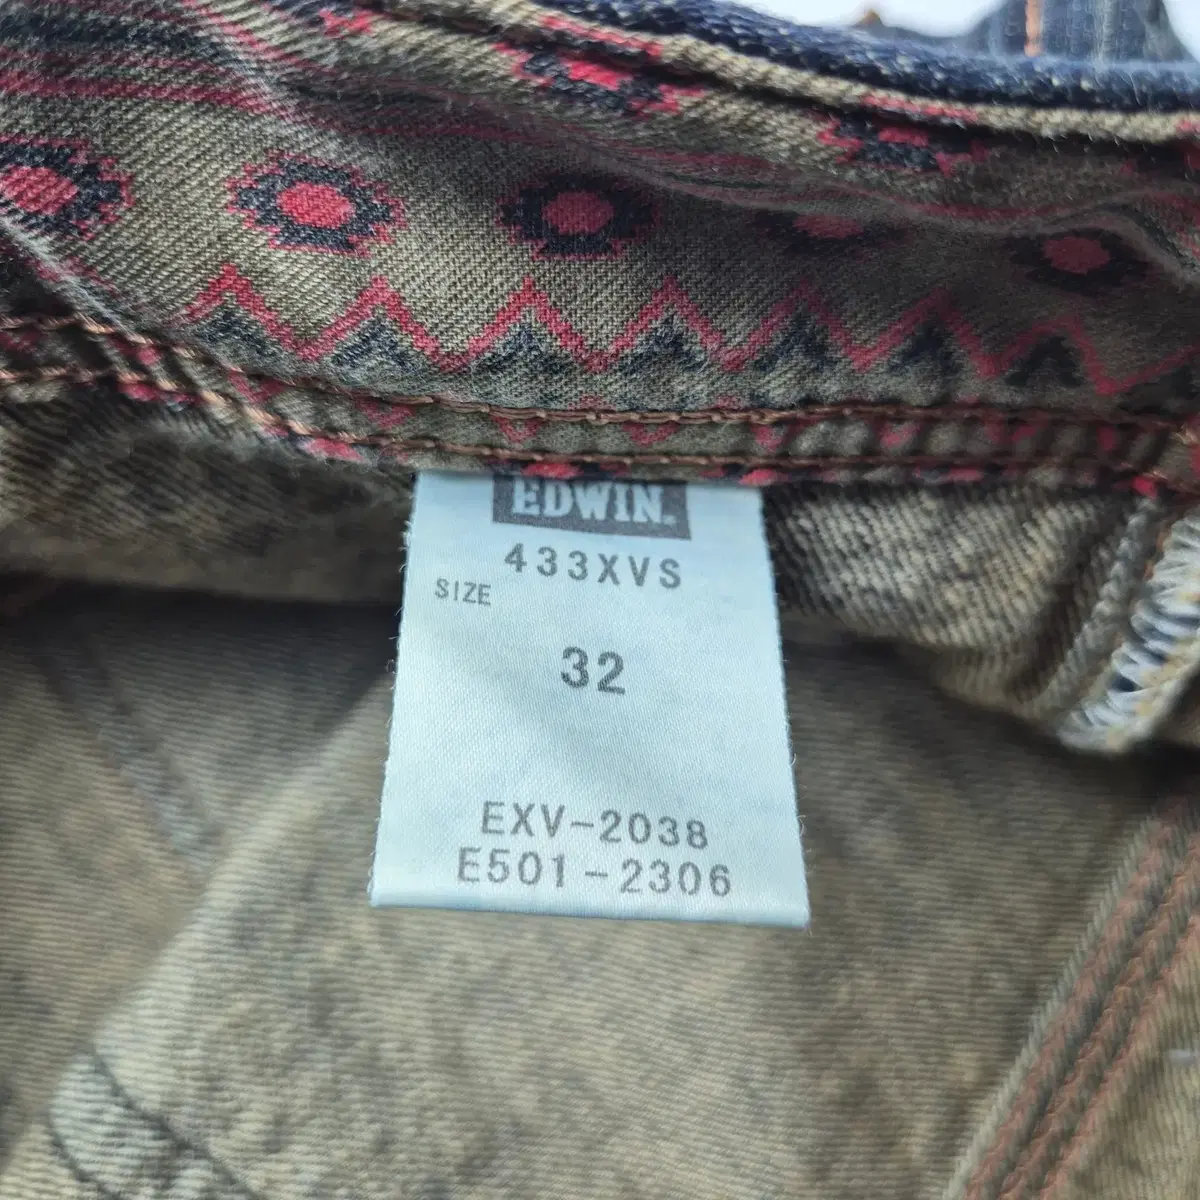 EDWIN.
433XVS
SIZE
32
EXV-2038
E501-2306